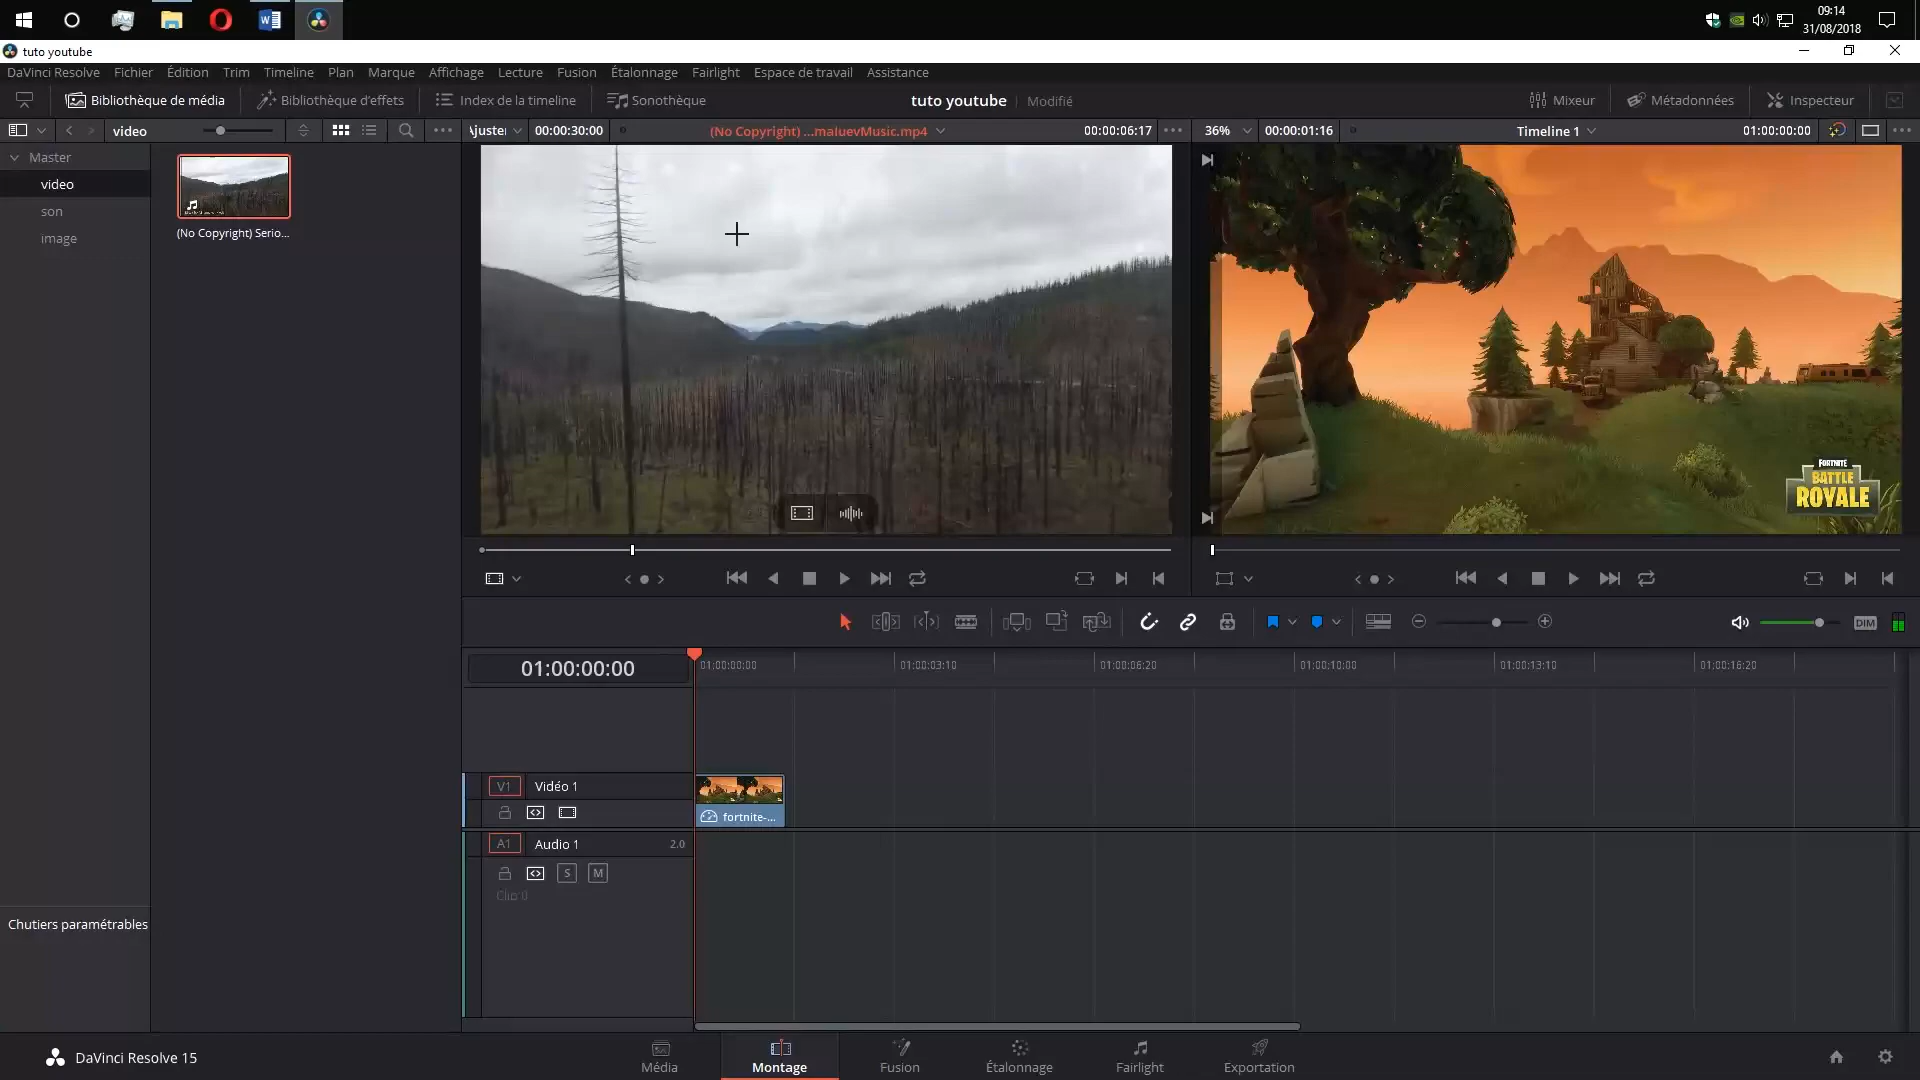 09:14
31/08/2018
tuto youtube
DaVinci Resolve Fichier Édition Trim Timeline Plan Marque Affichage Lecture Fusion Étalonnage Fairlight Espace de travail Assistance
Bibliothèque de média Bibliothèque d'effets Index de la timeline Sonothèque tuto youtube Modifié Mixeur Métadonnées Inspecteur
video Ajuster 00:00:30:00 (No Copyright) ...maluevMusic.mp4 00:00:06:17 36% 00:00:01:16 Timeline 1 01:00:00:00
Master
video
son
image
(No Copyright) Serio...
FORTNITE
BATTLE
ROYALE
DIM
01:00:00:00
01:00:00:00 01:00:03:10 01:00:06:20 01:00:10:00 01:00:13:10 01:00:16:20
V1 Vidéo 1
fortnite-...
A1 Audio 1 2.0
S M
Clip 0
Chutiers paramétrables
DaVinci Resolve 15
Média Montage Fusion Étalonnage Fairlight Exportation